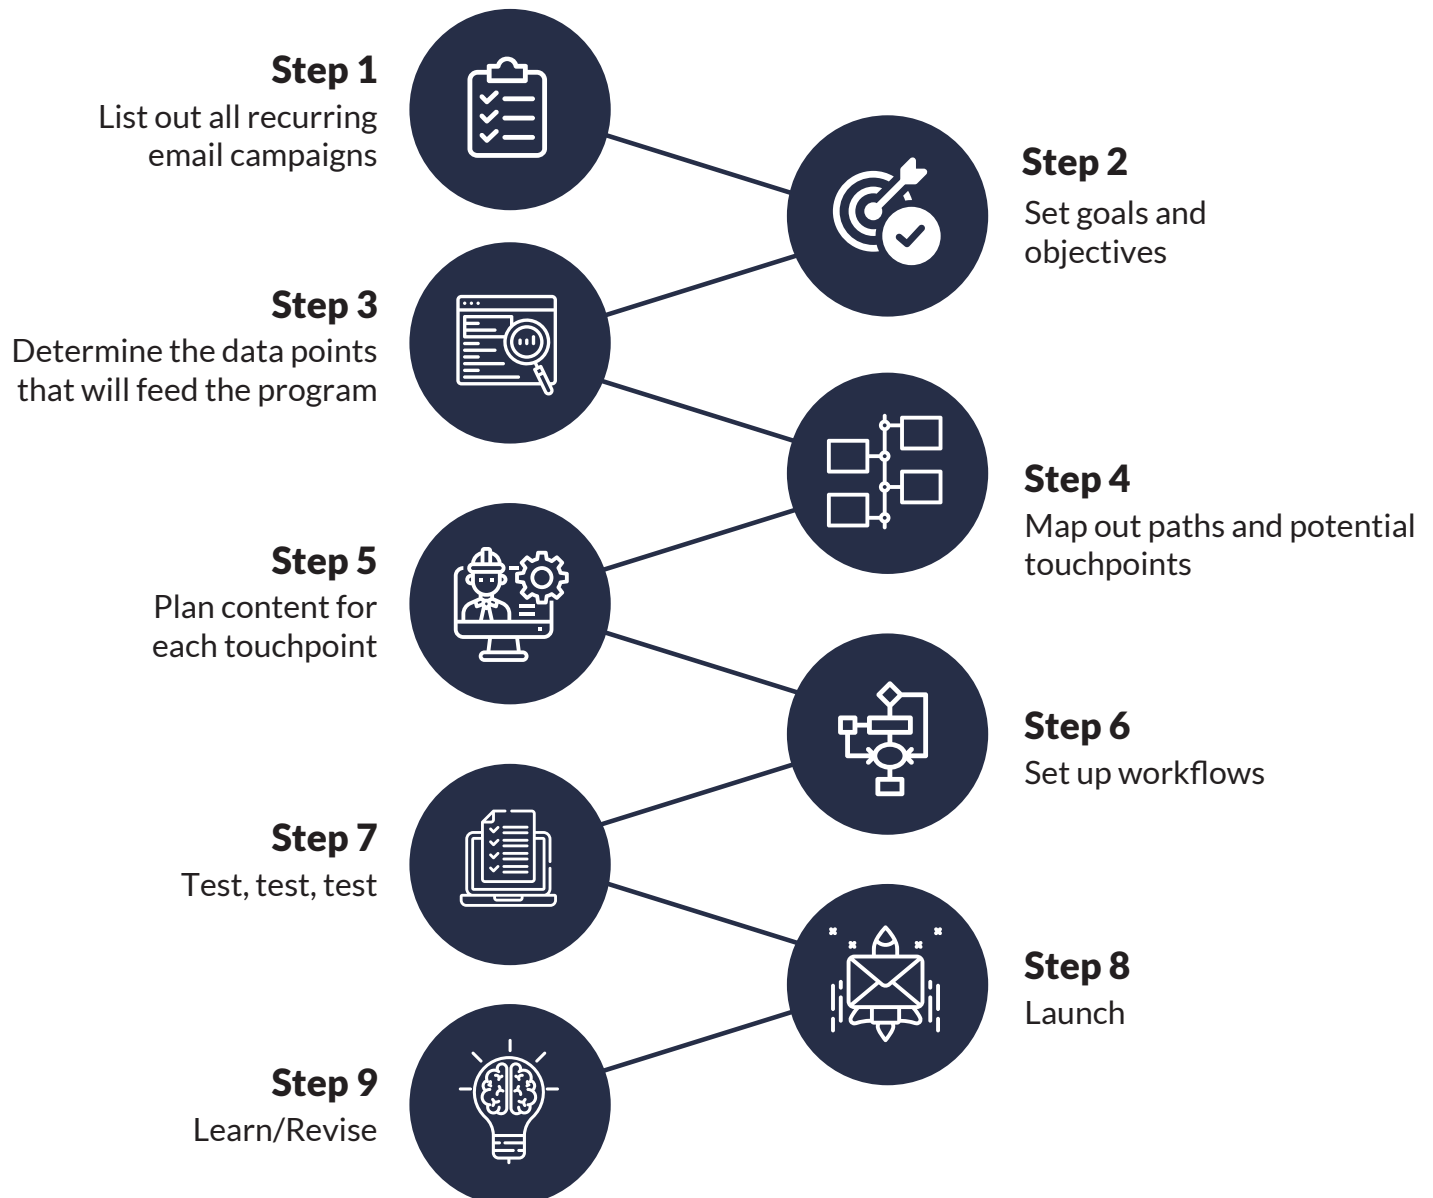 Step 1
List out all recurring
email campaigns
Step 2
Set goals and
objectives
Step 3
Determine the data points
that will feed the program
Step 4
Map out paths and potential
touchpoints
Step 5
Plan content for
each touchpoint
Step 6
Set up workflows
Step 7
Test, test, test
Step 8
Launch
Step 9
Learn/Revise